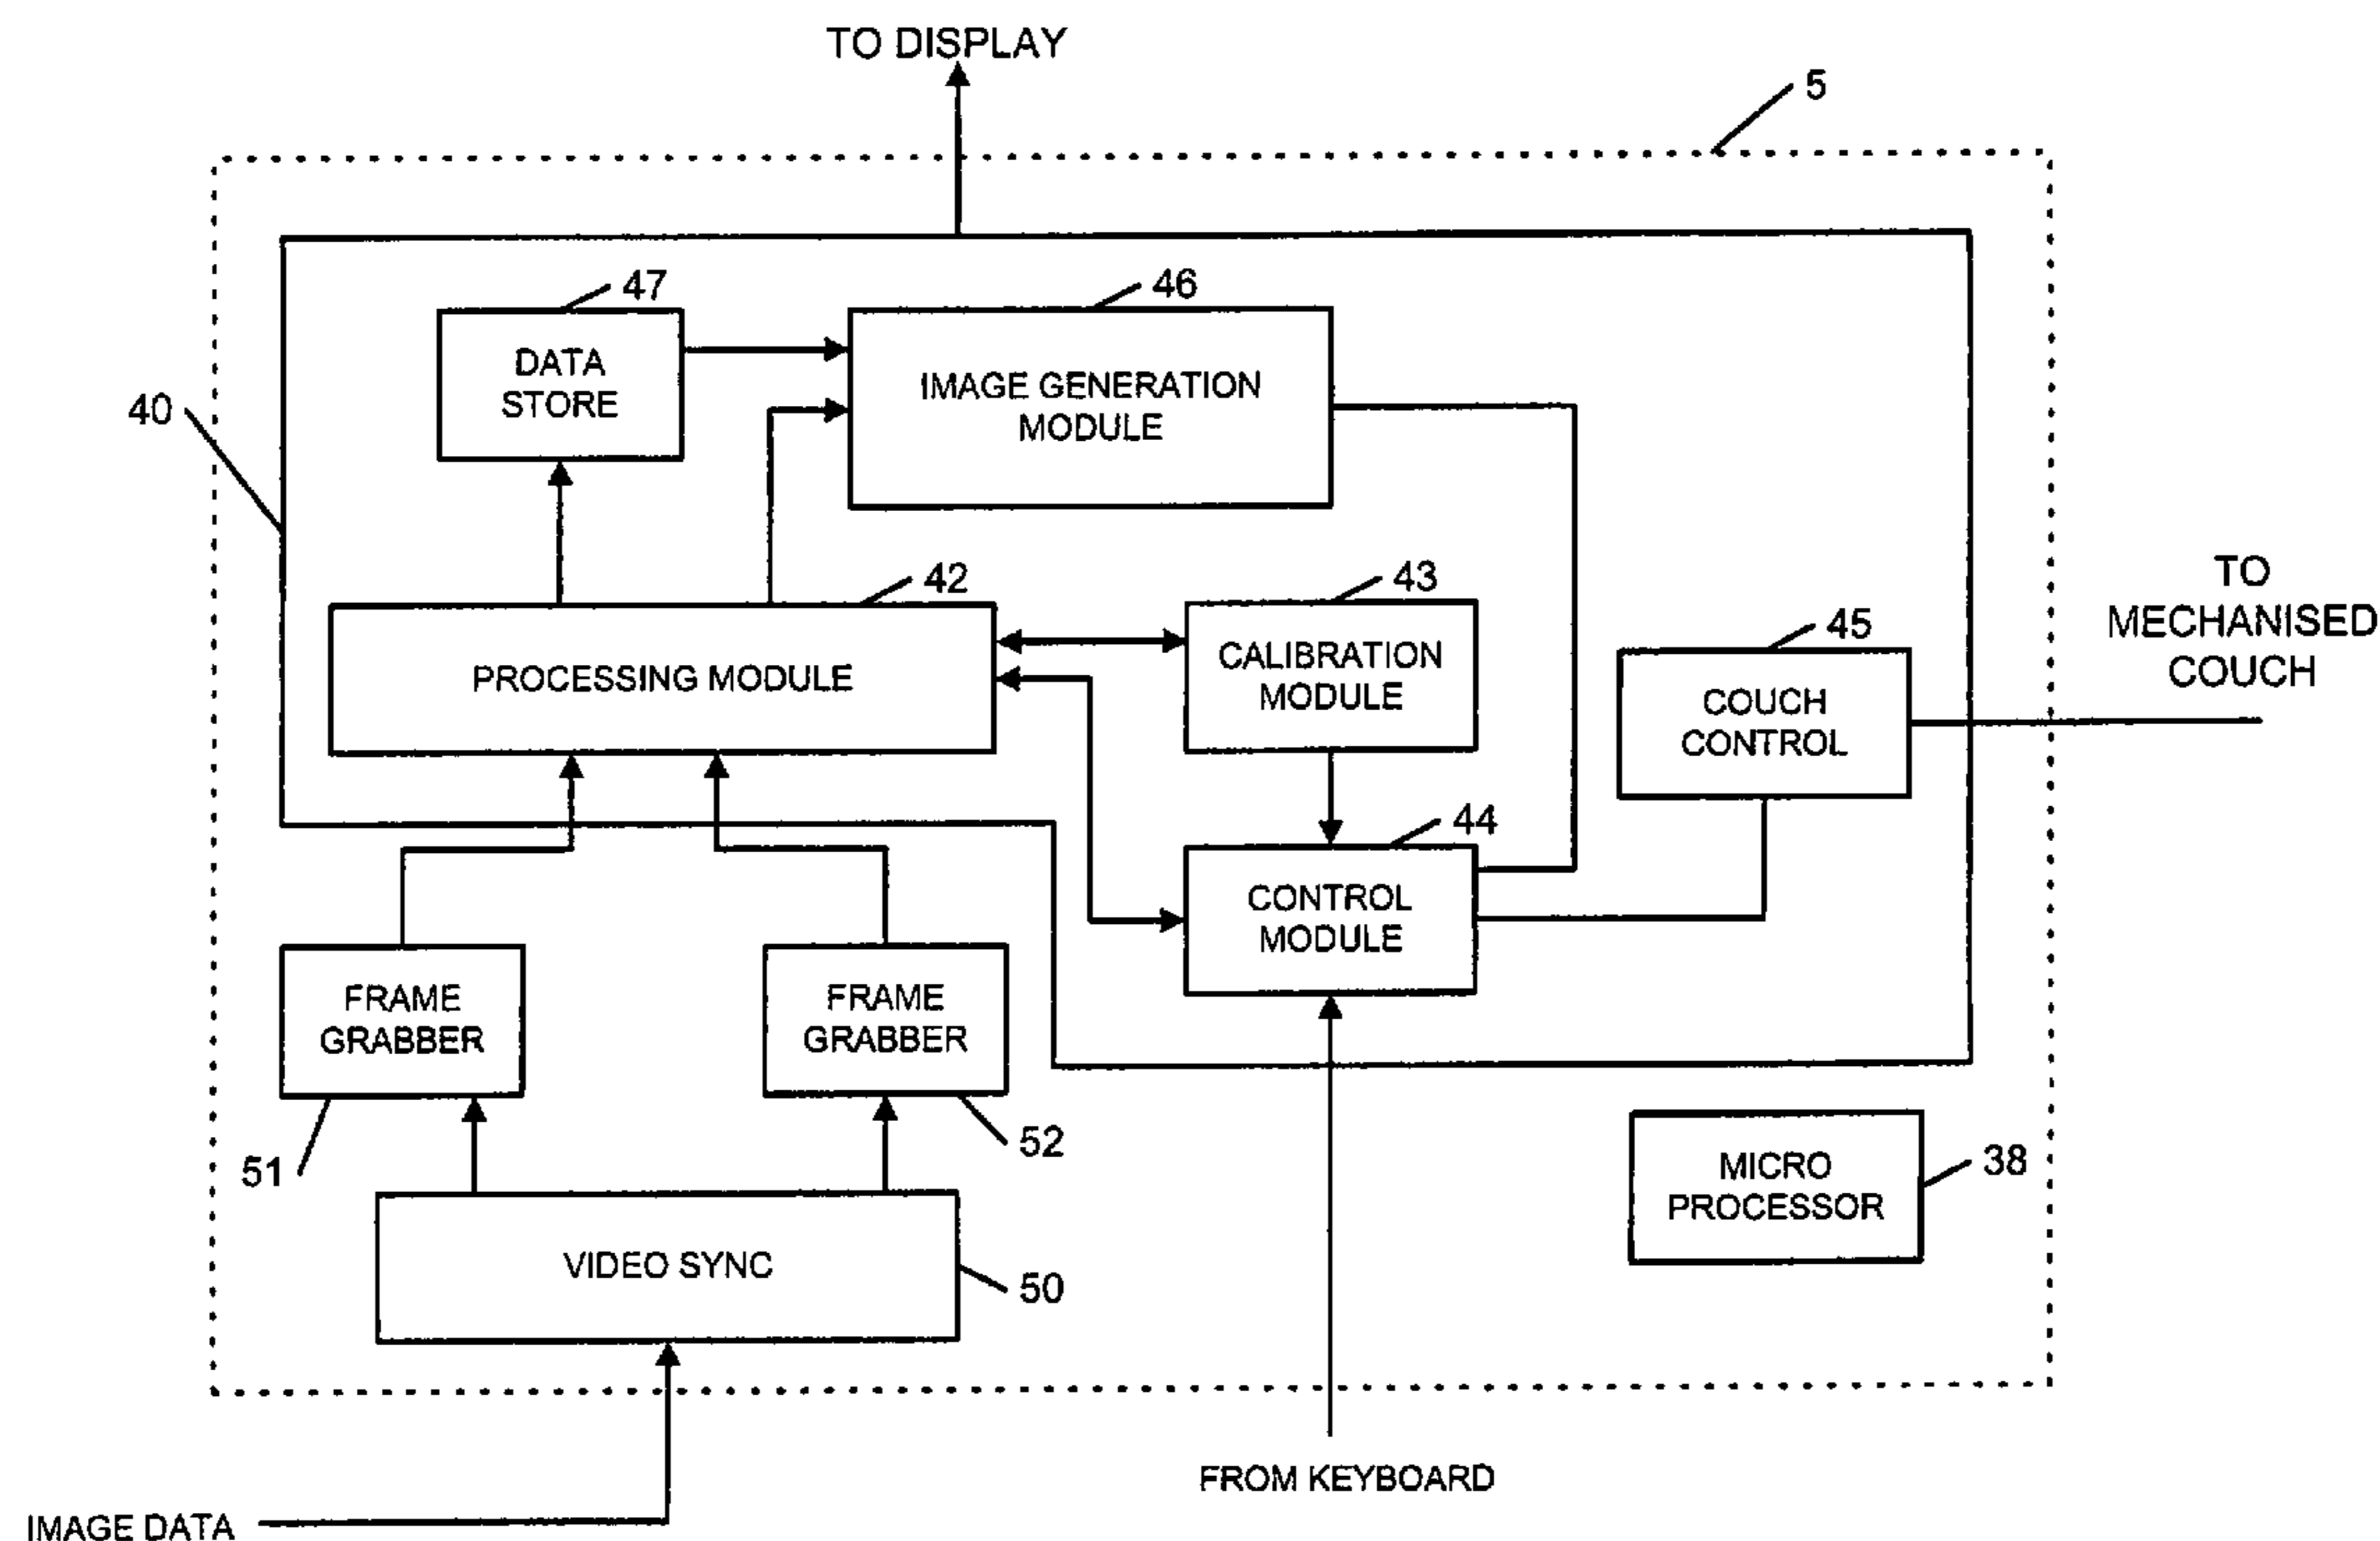 TO DISPLAY
5
47
46
DATA
STORE
IMAGE GENERATION
MODULE
40
42
43
45
TO
MECHANISED
COUCH
PROCESSING MODULE
CALIBRATION
MODULE
COUCH
CONTROL
44
CONTROL
MODULE
FRAME
GRABBER
FRAME
GRABBER
51
52
38
MICRO
PROCESSOR
VIDEO SYNC
50
FROM KEYBOARD
IMAGE DATA